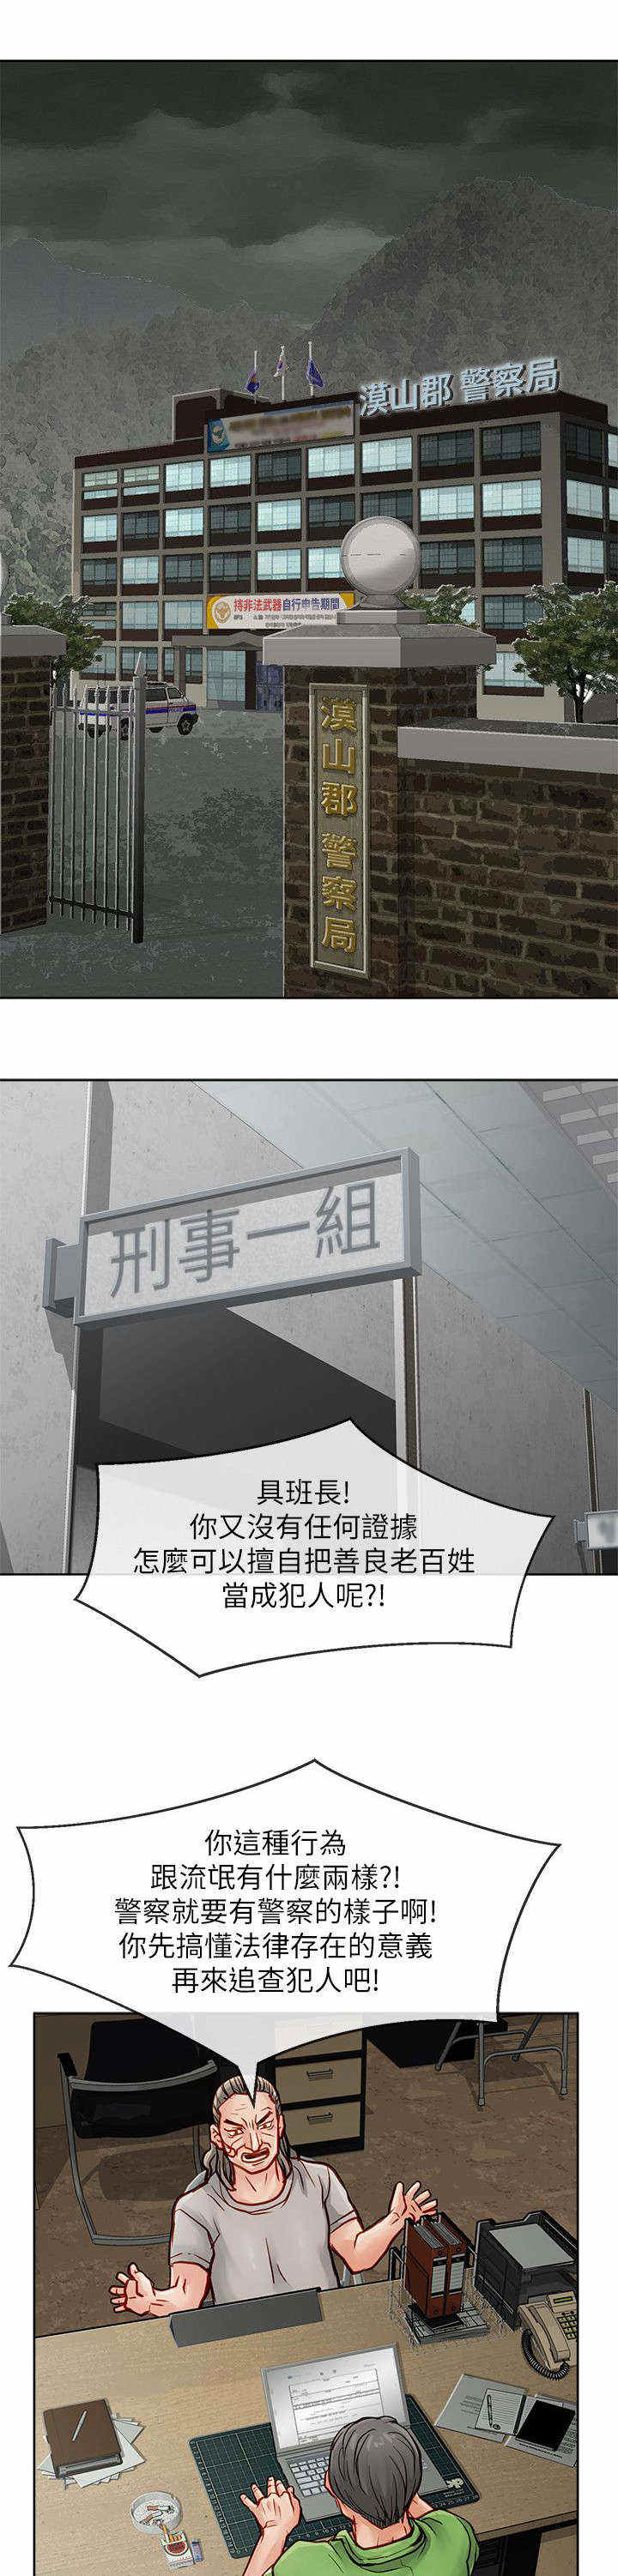 漠山郡 警察局
持非法武器自行申告期間
漠山郡 警察局
刑事一組
具班長!
你又沒有任何證據
怎麼可以擅自把善良老百姓
當成犯人呢?!
你這種行為
跟流氓有什麼兩樣?!
警察就要有警察的樣子啊!
你先搞懂法律存在的意義
再來追查犯人吧!